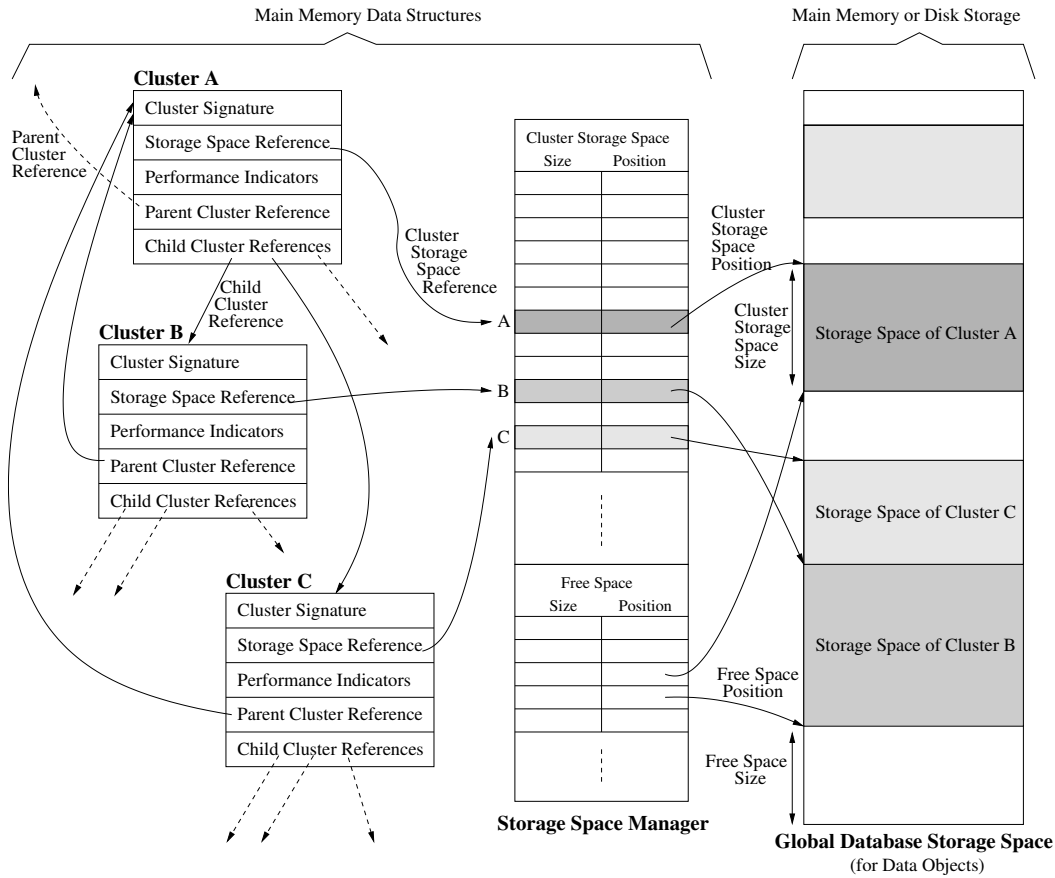 Main Memory Data Structures
Main Memory or Disk Storage
Cluster A
Cluster Signature
Storage Space Reference
Performance Indicators
Parent Cluster Reference
Child Cluster References
Parent
Cluster
Reference
Cluster
Storage
Space
Reference
Child
Cluster
Reference
Cluster B
Cluster Signature
Storage Space Reference
Performance Indicators
Parent Cluster Reference
Child Cluster References
Cluster C
Cluster Signature
Storage Space Reference
Performance Indicators
Parent Cluster Reference
Child Cluster References
Cluster Storage Space
Size Position
A
B
C
Free Space
Size Position
Storage Space Manager
Cluster
Storage
Space
Position
Cluster
Storage
Space
Size
Free Space
Position
Free Space
Size
Storage Space of Cluster A
Storage Space of Cluster C
Storage Space of Cluster B
Global Database Storage Space
(for Data Objects)